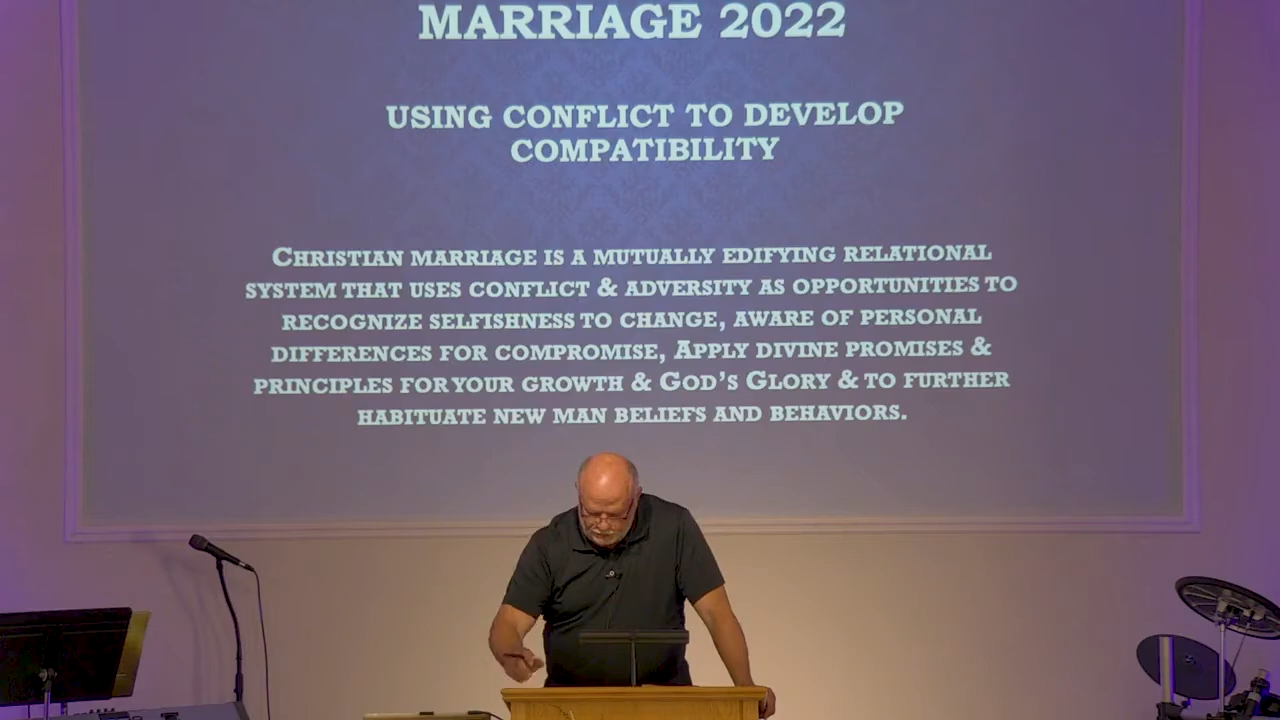 MARRIAGE 2022
USING CONFLICT TO DEVELOP
COMPATIBILITY
CHRISTIAN MARRIAGE IS A MUTUALLY EDIFYING RELATIONAL
SYSTEM THAT USES CONFLICT & ADVERSITY AS OPPORTUNITIES TO
RECOGNIZE SELFISHNESS TO CHANGE, AWARE OF PERSONAL
DIFFERENCES FOR COMPROMISE, APPLY DIVINE PROMISES &
PRINCIPLES FOR YOUR GROWTH & GOD'S GLORY & TO FURTHER
HABITUATE NEW MAN BELIEFS AND BEHAVIORS.